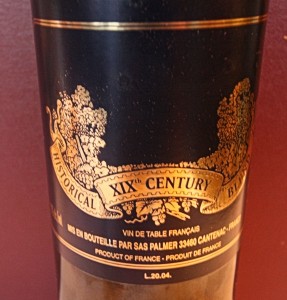 HISTORICAL XIXth CENTURY B
VIN DE TABLE FRANÇAIS
MIS EN BOUTEILLE PAR SAS PALMER 33460 CANTENAC -
PRODUCT OF FRANCE - PRODUIT DE FRANCE
L.20.04.